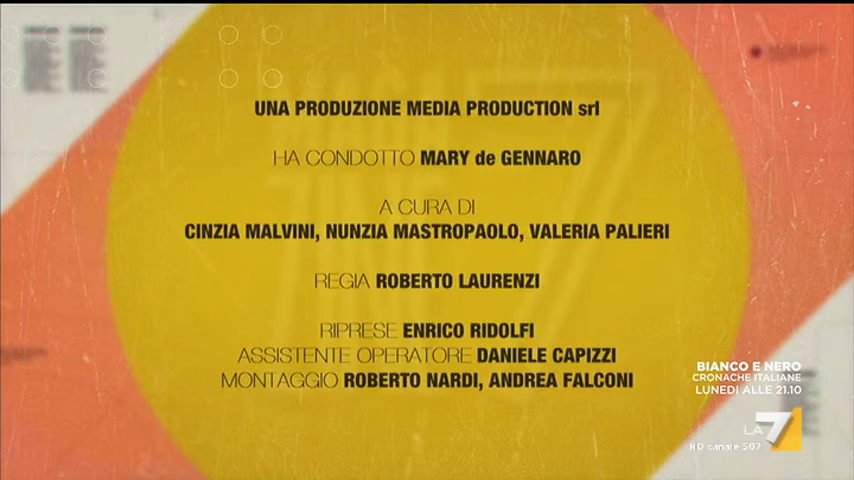 UNA PRODUZIONE MEDIA PRODUCTION srl
HA CONDOTTO MARY de GENNARO
A CURA DI
CINZIA MALVINI, NUNZIA MASTROPAOLO, VALERIA PALIERI
REGIA ROBERTO LAURENZI
RIPRESE ENRICO RIDOLFI
ASSISTENTE OPERATORE DANIELE CAPIZZI
MONTAGGIO ROBERTO NARDI, ANDREA FALCONI
BIANCO E NERO
CRONACHE ITALIANE
LUNEDI ALLE 21.10
LA 7
HD canale 507